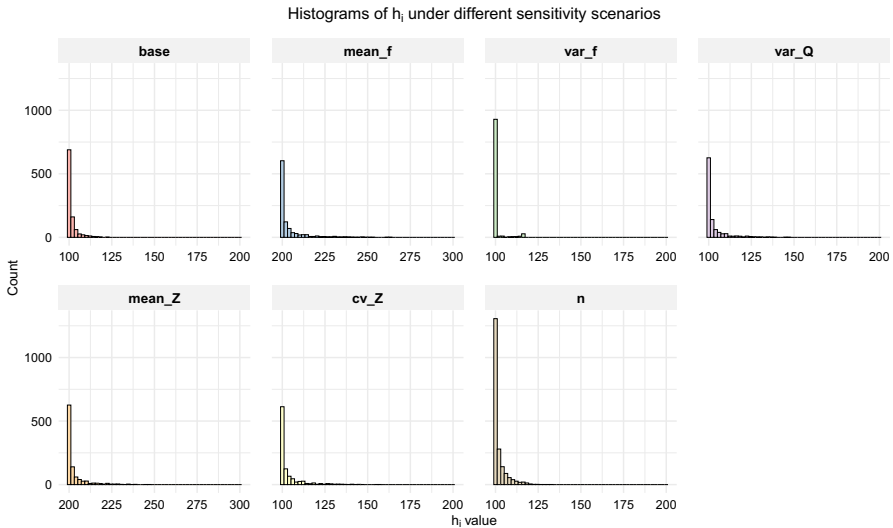 Histograms of hᵢ under different sensitivity scenarios
base mean_f var_f var_Q
Count
1000
500
0
100 125 150 175 200 200 225 250 275 300 100 125 150 175 200 100 125 150 175 200
mean_Z cv_Z n
1000
500
0
200 225 250 275 300 100 125 150 175 200 100 125 150 175 200
hᵢ value